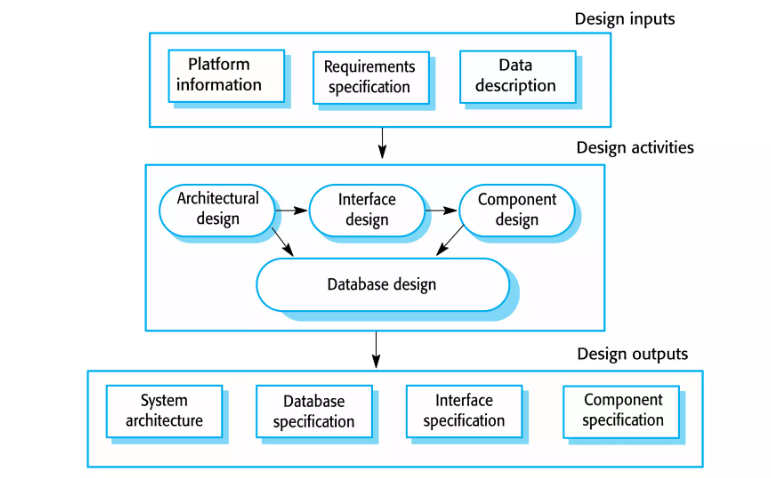 Design inputs
Platform
information
Requirements
specification
Data
description
Design activities
Architectural
design
Interface
design
Component
design
Database design
Design outputs
System
architecture
Database
specification
Interface
specification
Component
specification